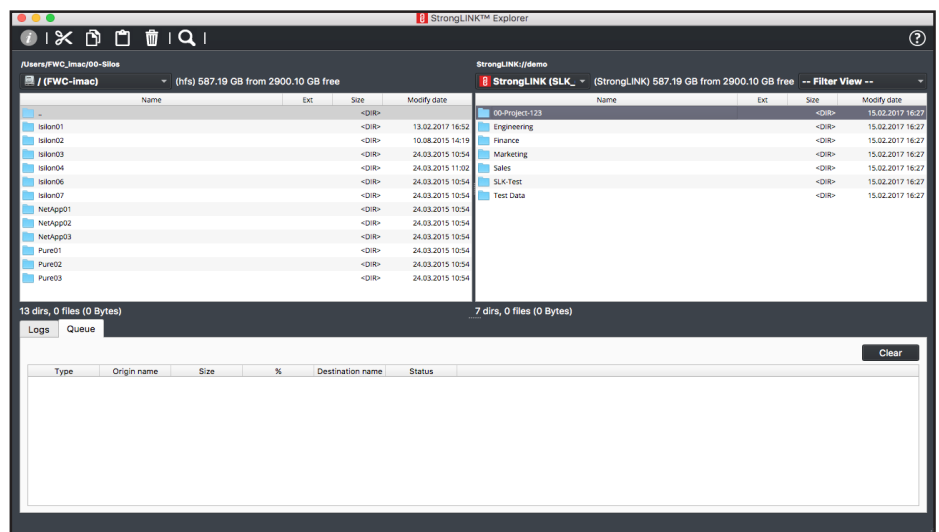 StrongLINK™ Explorer
/Users/FWC_imac/00-Silos
/ (FWC-imac) (hfs) 587.19 GB from 2900.10 GB free
Name Ext Size Modify date
.. <DIR>
Isilon01 <DIR> 13.02.2017 16:52
Isilon02 <DIR> 10.08.2015 14:19
Isilon03 <DIR> 24.03.2015 10:54
Isilon04 <DIR> 24.03.2015 11:02
Isilon06 <DIR> 24.03.2015 10:54
Isilon07 <DIR> 24.03.2015 10:54
NetApp01 <DIR> 24.03.2015 10:54
NetApp02 <DIR> 24.03.2015 10:54
NetApp03 <DIR> 24.03.2015 10:54
Pure01 <DIR> 24.03.2015 10:54
Pure02 <DIR> 24.03.2015 10:54
Pure03 <DIR> 24.03.2015 10:54
13 dirs, 0 files (0 Bytes)
StrongLINK://demo
StrongLINK (SLK_ (StrongLINK) 587.19 GB from 2900.10 GB free -- Filter View --
Name Ext Size Modify date
00-Project-123 <DIR> 15.02.2017 16:27
Engineering <DIR> 15.02.2017 16:27
Finance <DIR> 15.02.2017 16:27
Marketing <DIR> 15.02.2017 16:27
Sales <DIR> 15.02.2017 16:27
SLK-Test <DIR> 15.02.2017 16:27
Test Data <DIR> 15.02.2017 16:27
7 dirs, 0 files (0 Bytes)
Logs Queue
Clear
Type Origin name Size % Destination name Status